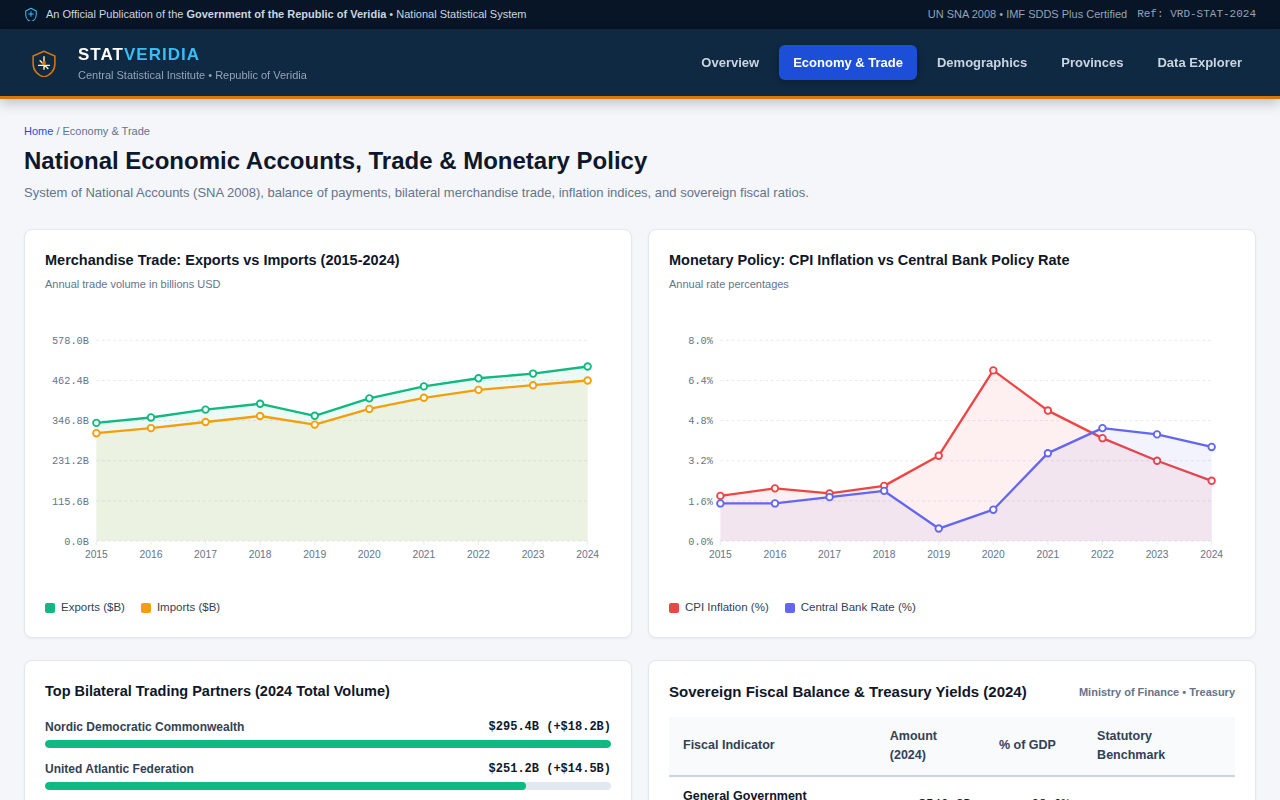 An Official Publication of the Government of the Republic of Veridia • National Statistical System
UN SNA 2008 • IMF SDDS Plus Certified Ref: VRD-STAT-2024
STATVERIDIA
Central Statistical Institute • Republic of Veridia
Overview Economy & Trade Demographics Provinces Data Explorer
Home / Economy & Trade
National Economic Accounts, Trade & Monetary Policy
System of National Accounts (SNA 2008), balance of payments, bilateral merchandise trade, inflation indices, and sovereign fiscal ratios.
Merchandise Trade: Exports vs Imports (2015-2024)
Annual trade volume in billions USD
578.0B
462.4B
346.8B
231.2B
115.6B
0.0B
2015 2016 2017 2018 2019 2020 2021 2022 2023 2024
Exports ($B) Imports ($B)
Monetary Policy: CPI Inflation vs Central Bank Policy Rate
Annual rate percentages
8.0%
6.4%
4.8%
3.2%
1.6%
0.0%
2015 2016 2017 2018 2019 2020 2021 2022 2023 2024
CPI Inflation (%) Central Bank Rate (%)
Top Bilateral Trading Partners (2024 Total Volume)
Nordic Democratic Commonwealth $295.4B (+$18.2B)
United Atlantic Federation $251.2B (+$14.5B)
Sovereign Fiscal Balance & Treasury Yields (2024)
Ministry of Finance • Treasury
Fiscal Indicator Amount (2024) % of GDP Statutory Benchmark
General Government